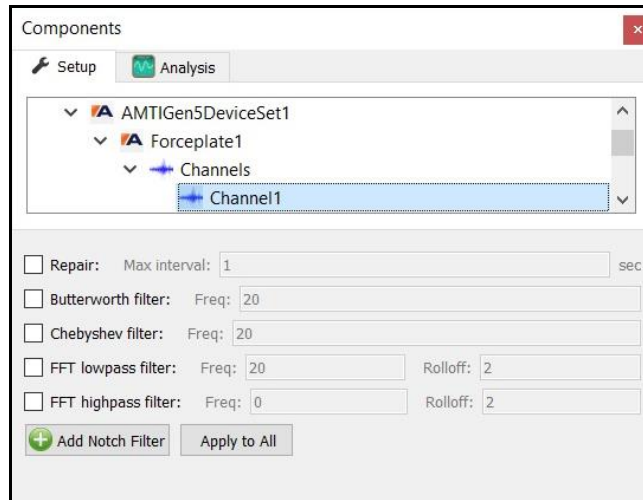 Components
Setup Analysis
AMTIGen5DeviceSet1
Forceplate1
Channels
Channel1
Repair: Max interval: 1 sec
Butterworth filter: Freq: 20
Chebyshev filter: Freq: 20
FFT lowpass filter: Freq: 20 Rolloff: 2
FFT highpass filter: Freq: 0 Rolloff: 2
Add Notch Filter Apply to All